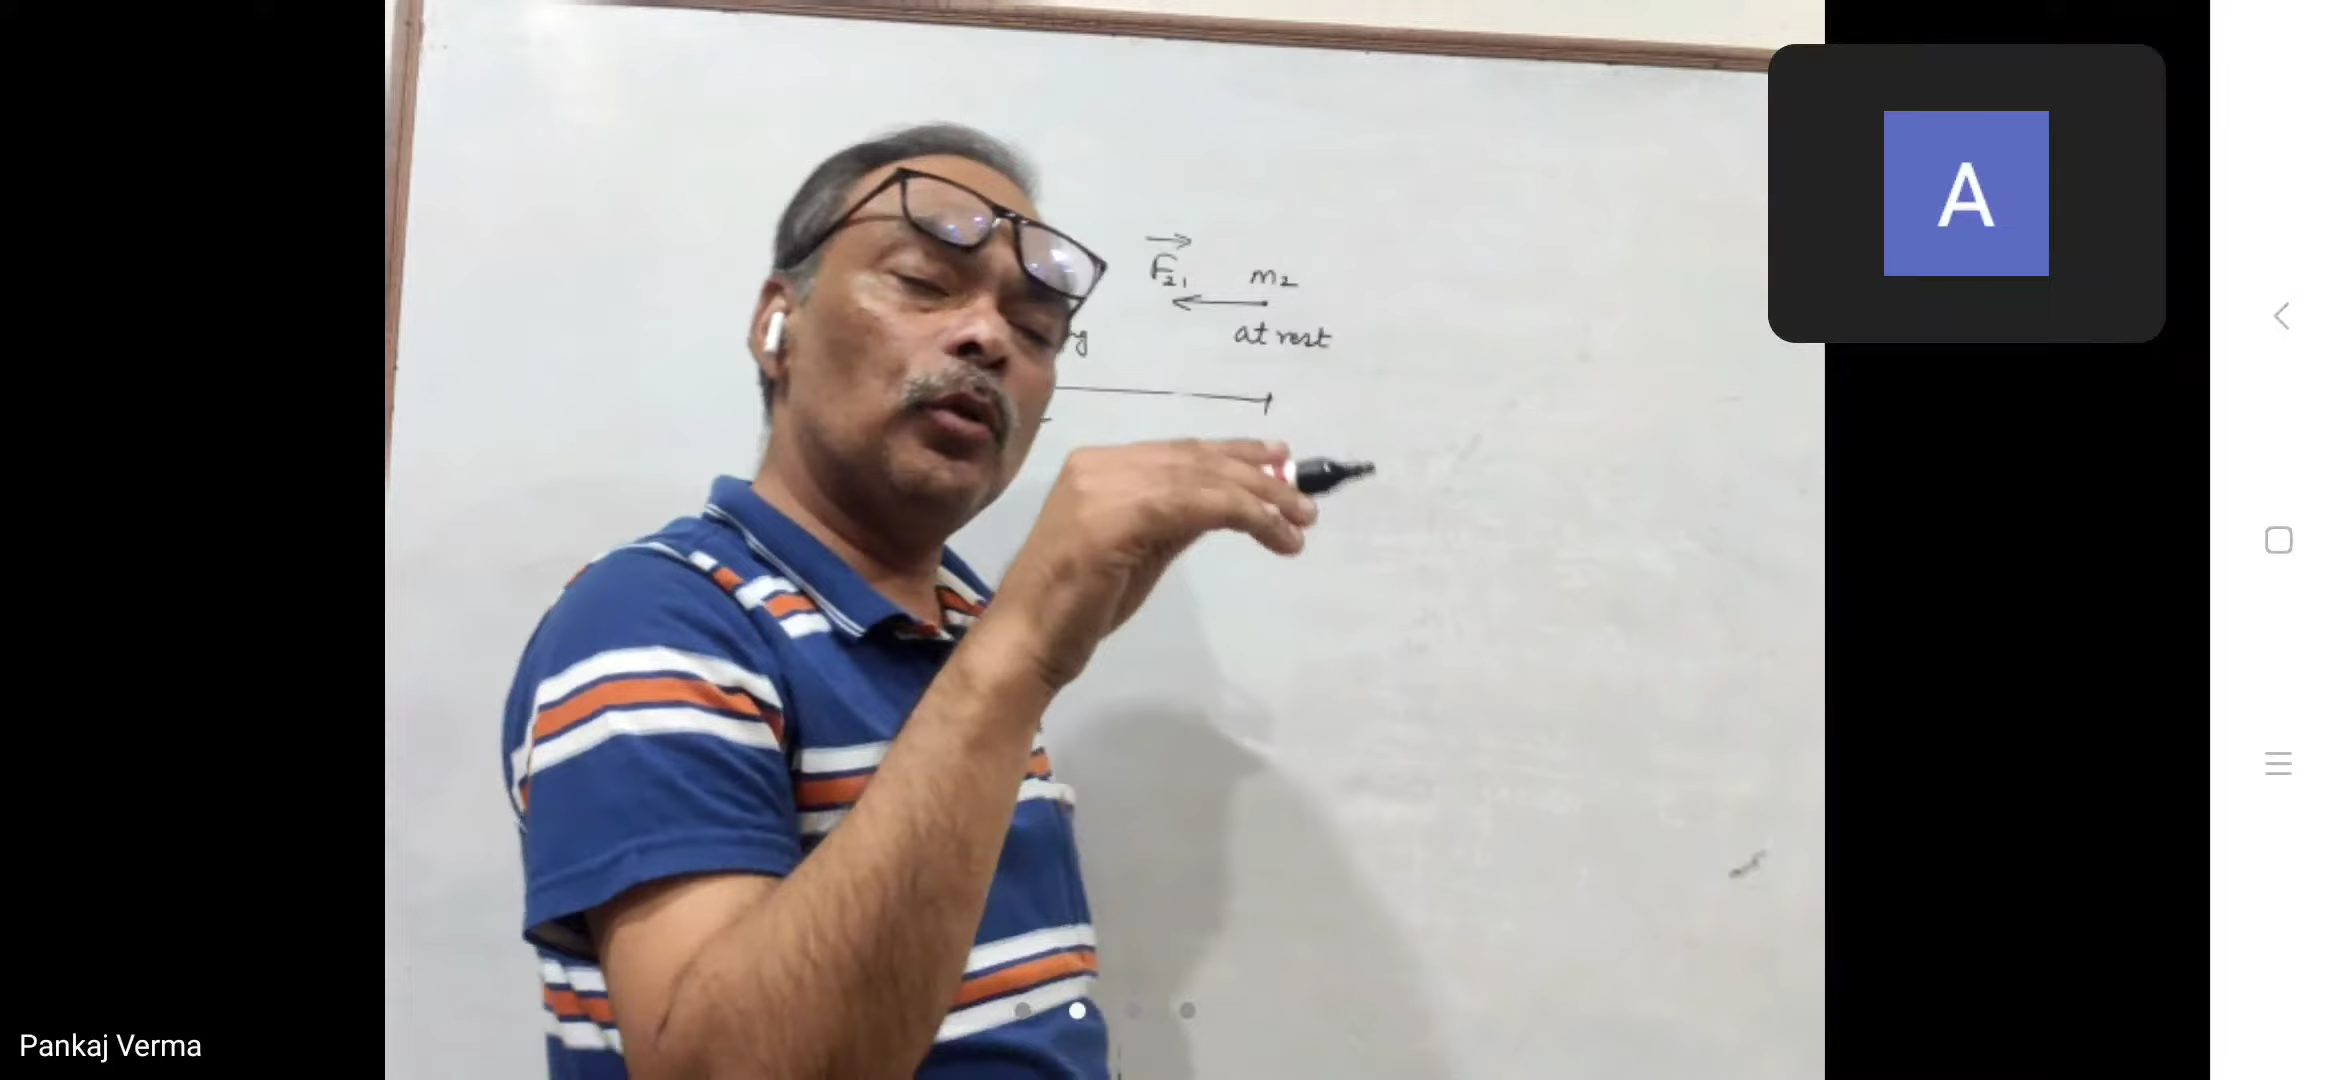 A
F₂₁
m₂
at rest
Pankaj Verma